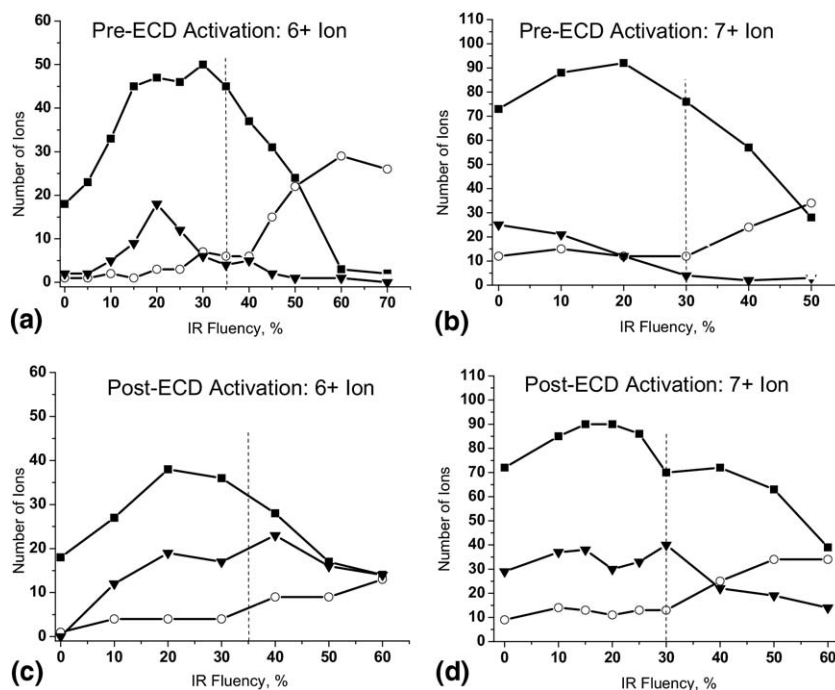 Pre-ECD Activation: 6+ Ion
60
50
40
30
20
10
0
Number of Ions
0 10 20 30 40 50 60 70
IR Fluency, %
(a)
Pre-ECD Activation: 7+ Ion
110
100
90
80
70
60
50
40
30
20
10
0
Number of Ions
0 10 20 30 40 50
IR Fluency, %
(b)
Post-ECD Activation: 6+ Ion
60
50
40
30
20
10
0
Number of Ions
0 10 20 30 40 50 60
IR Fluency, %
(c)
Post-ECD Activation: 7+ Ion
110
100
90
80
70
60
50
40
30
20
10
0
Number of Ions
0 10 20 30 40 50 60
IR Fluency, %
(d)